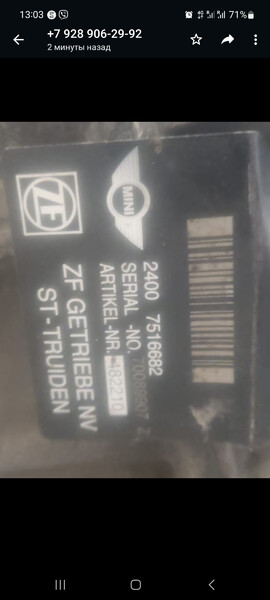 13:03
71%
+7 928 906-29-92
2 минуты назад
ZF
MINI
2400 7516682
SERIAL -NO.
ARTIKEL-NR. 482210
ZF GETRIEBE NV
ST-TRUIDEN